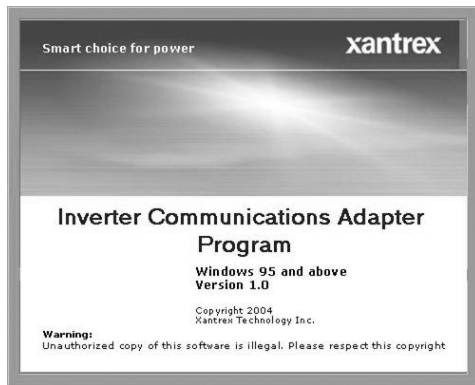 Smart choice for power
xantrex
Inverter Communications Adapter
Program
Windows 95 and above
Version 1.0
Copyright 2004
Xantrex Technology Inc.
Warning:
Unauthorized copy of this software is illegal. Please respect this copyright